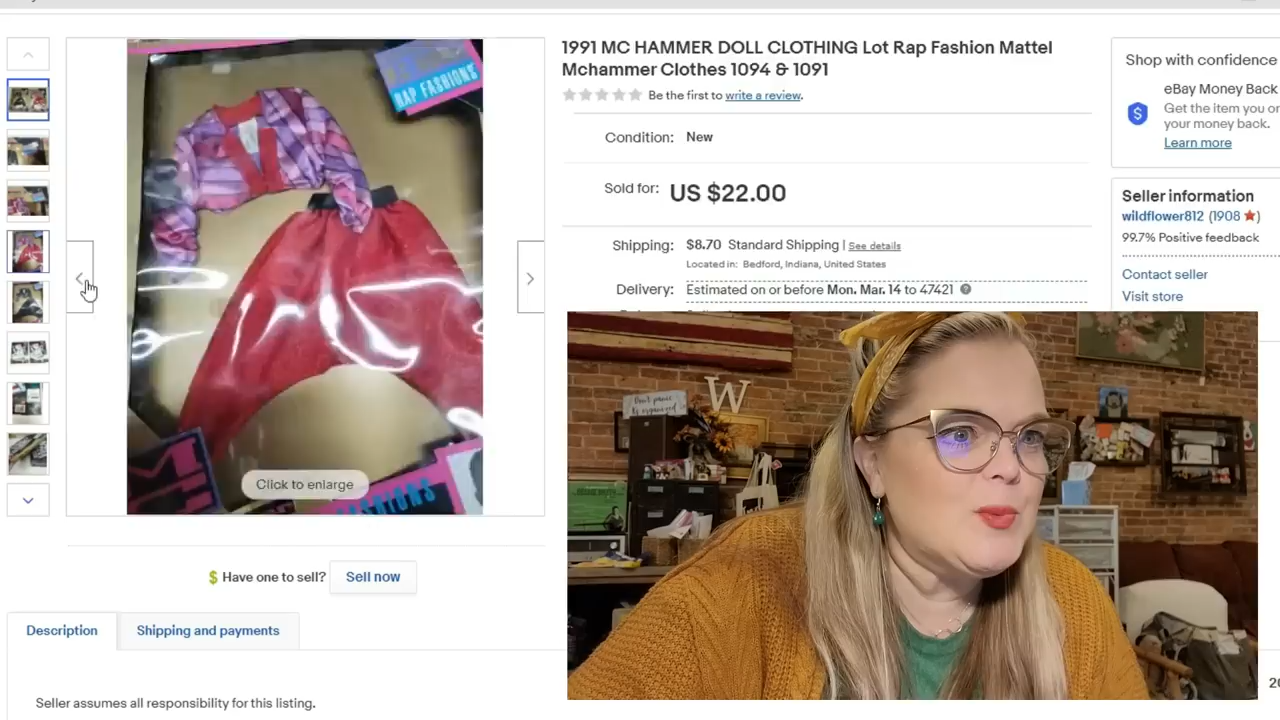 1991 MC HAMMER DOLL CLOTHING Lot Rap Fashion Mattel
Mchammer Clothes 1094 & 1091
Be the first to write a review.
Condition: New
Sold for: US $22.00
Shipping: $8.70 Standard Shipping | See details
Located in: Bedford, Indiana, United States
Delivery: Estimated on or before Mon. Mar. 14 to 47421
Shop with confidence
eBay Money Back
Get the item you or
your money back.
Learn more
Seller information
wildflower812 (1908 )
99.7% Positive feedback
Contact seller
Visit store
RAP FASHIONS
FASHIONS
Click to enlarge
$ Have one to sell? Sell now
Description
Shipping and payments
Seller assumes all responsibility for this listing.
Don't panic
W